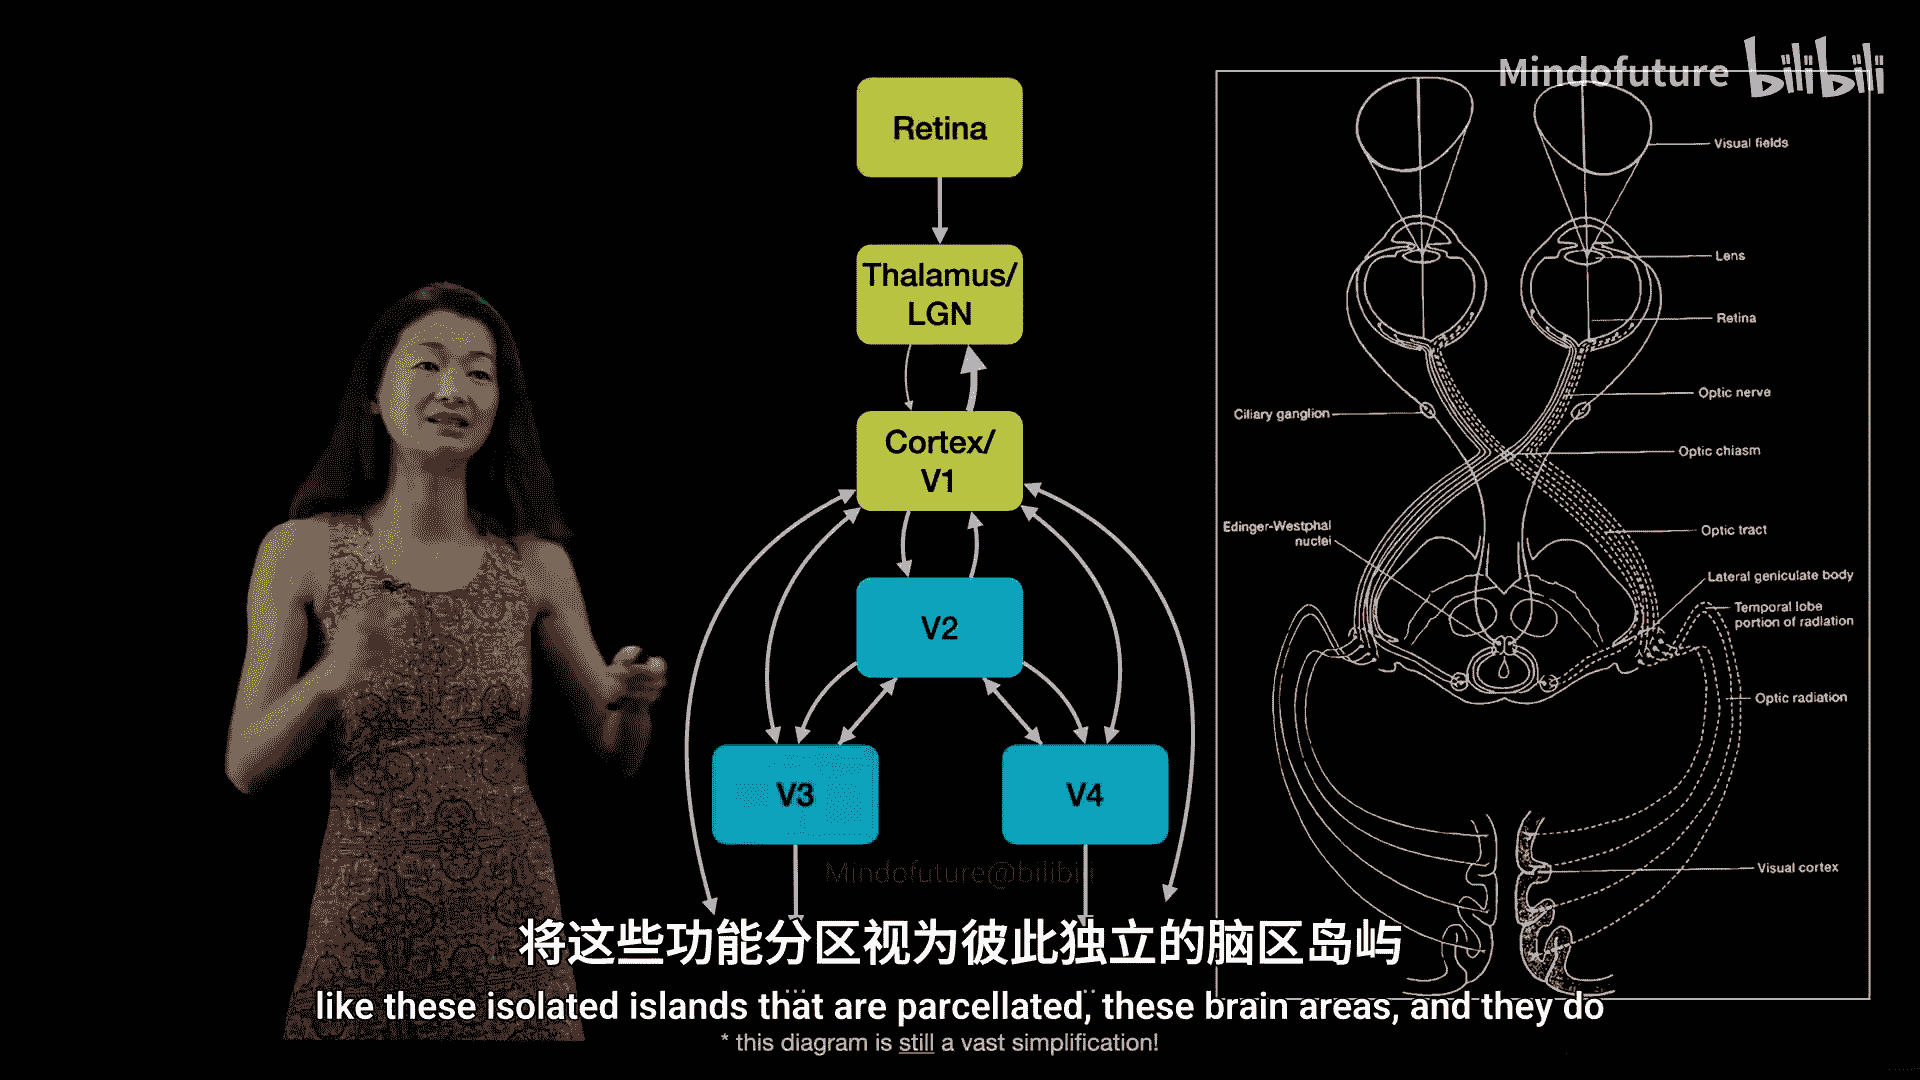 Mindofuture bilibili
Retina
Thalamus/
LGN
Cortex/
V1
V2
V3
V4
Visual fields
Lens
Retina
Optic nerve
Ciliary ganglion
Optic chiasm
Edinger-Westphal
nuclei
Optic tract
Lateral geniculate body
Temporal lobe
portion of radiation
Optic radiation
Visual cortex
Mindofuture@bilibili
将这些功能分区视为彼此独立的脑区岛屿
... ...
like these isolated islands that are parcellated, these brain areas, and they do
* this diagram is still a vast simplification!